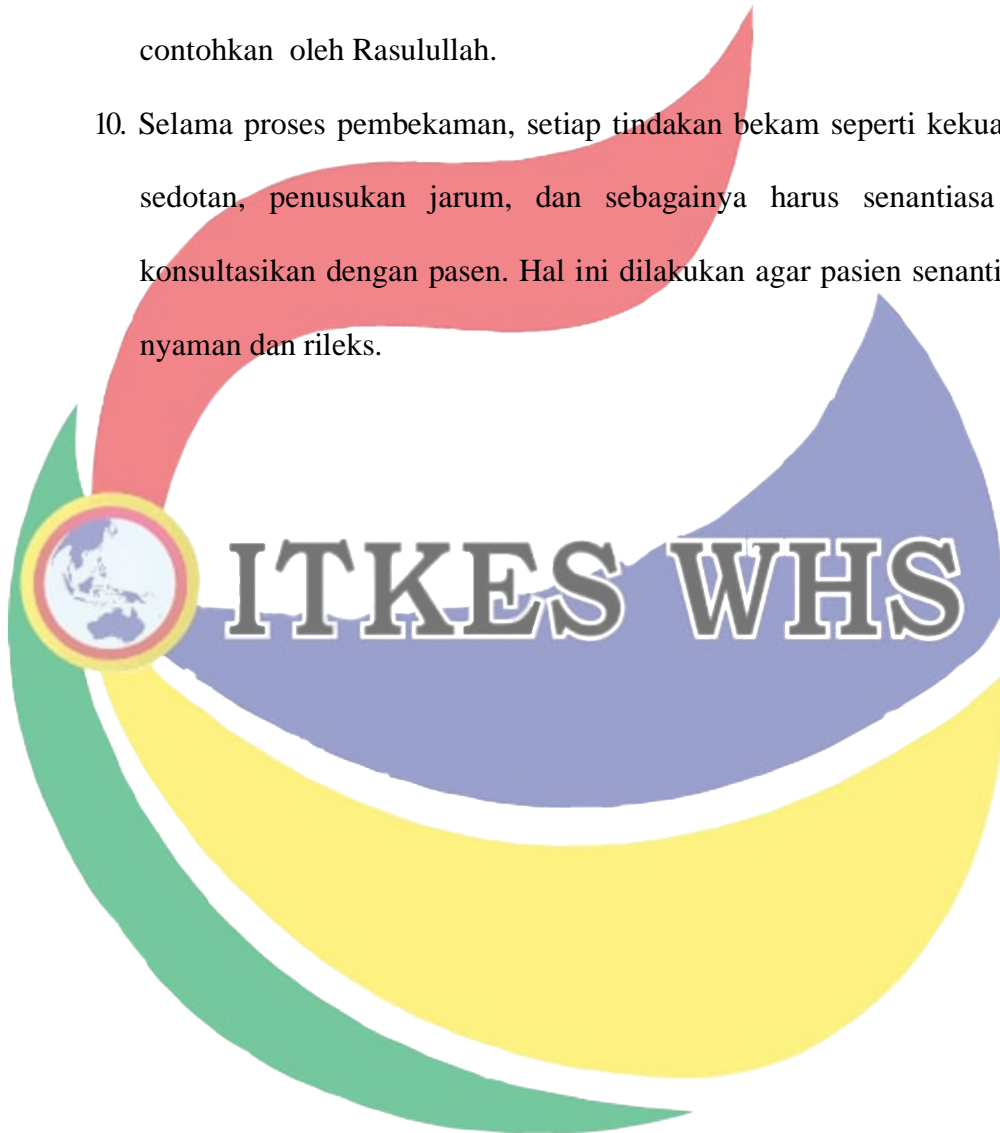 contohkan oleh Rasulullah.
10. Selama proses pembekaman, setiap tindakan bekam seperti
sedotan, penusukan jarum, dan sebagainya harus senantiasa
konsultasikan dengan pasen. Hal ini dilakukan agar pasien
nyaman dan rileks.
ITKES WHS